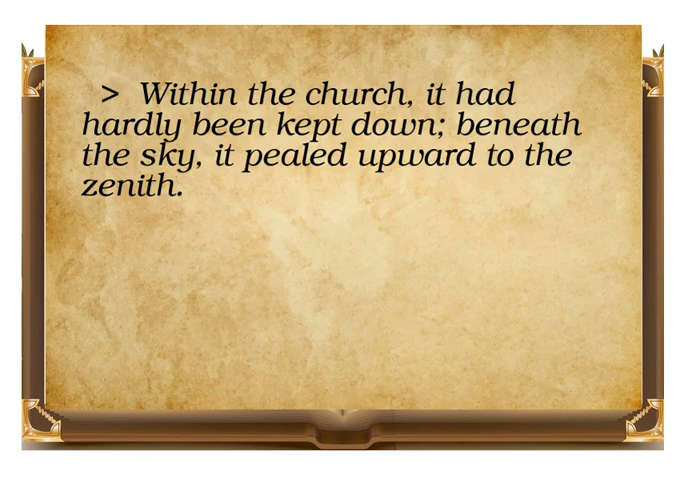 > Within the church, it had
hardly been kept down; beneath
the sky, it pealed upward to the
zenith.